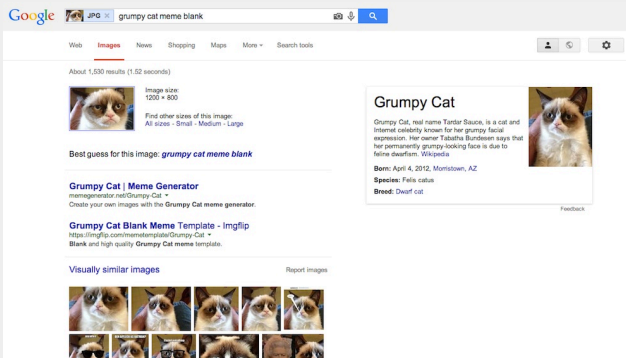 Google JPG × grumpy cat meme blank
Web Images News Shopping Maps More Search tools
About 1,530 results (1.52 seconds)
Image size:
1200 × 800
Find other sizes of this image:
All sizes - Small - Medium - Large
Best guess for this image: grumpy cat meme blank
Grumpy Cat | Meme Generator
memegenerator.net/Grumpy-Cat
Create your own images with the Grumpy Cat meme generator.
Grumpy Cat Blank Meme Template - Imgflip
https://imgflip.com/memetemplate/Grumpy-Cat
Blank and high quality Grumpy Cat meme template.
Visually similar images Report images
Grumpy Cat
Grumpy Cat, real name Tardar Sauce, is a cat and
Internet celebrity known for her grumpy facial
expression. Her owner Tabatha Bundesen says that
her permanently grumpy-looking face is due to
feline dwarfism. Wikipedia
Born: April 4, 2012, Morristown, AZ
Species: Felis catus
Breed: Dwarf cat
Feedback